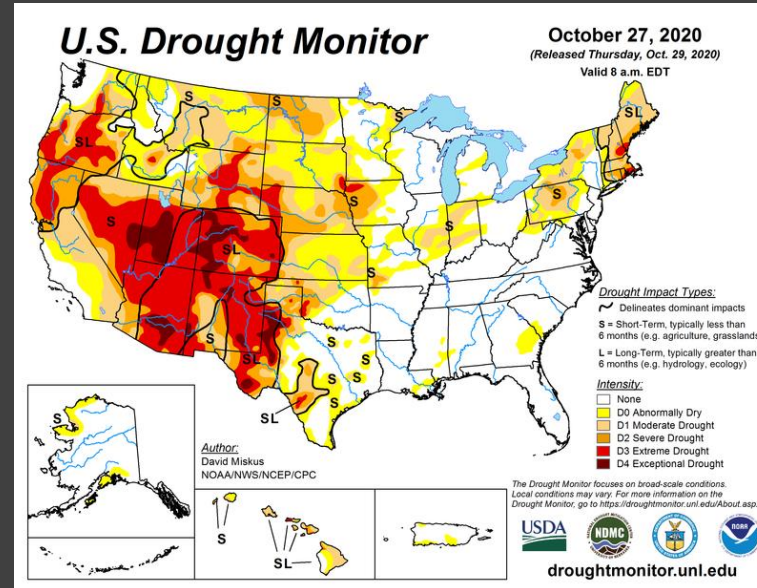 U.S. Drought Monitor
October 27, 2020
(Released Thursday, Oct. 29, 2020)
Valid 8 a.m. EDT
S
S
S
SL
SL
S
S
S
SL
S
S
SL
S
S
S
S
S
SL
Drought Impact Types:
Delineates dominant impacts
S = Short-Term, typically less than
6 months (e.g. agriculture, grasslands
L = Long-Term, typically greater than
6 months (e.g. hydrology, ecology)
Intensity:
None
D0 Abnormally Dry
D1 Moderate Drought
D2 Severe Drought
D3 Extreme Drought
D4 Exceptional Drought
S
Author:
David Miskus
NOAA/NWS/NCEP/CPC
S
SL
The Drought Monitor focuses on broad-scale conditions.
Local conditions may vary. For more information on the
Drought Monitor, go to https://droughtmonitor.unl.edu/About.asp
USDA
NDMC
NOAA
droughtmonitor.unl.edu